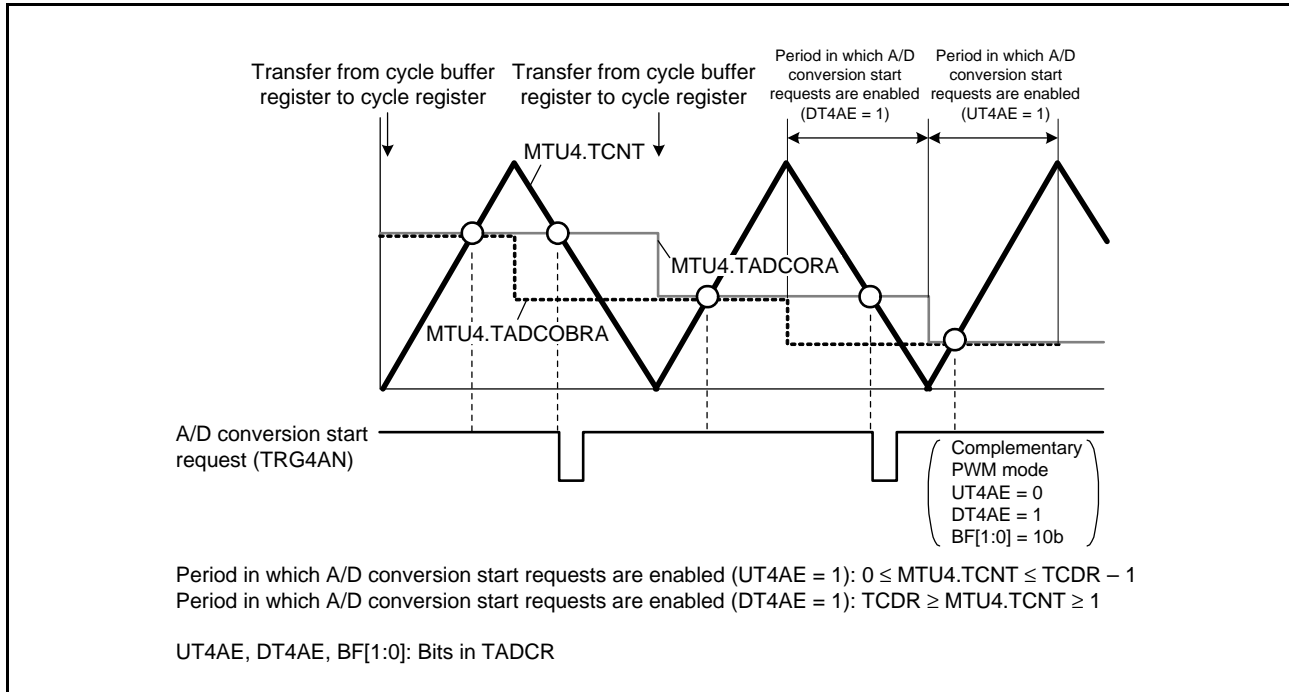 Transfer from cycle buffer
register to cycle register
Transfer from cycle buffer
register to cycle register
Period in which A/D
conversion start
requests are enabled
(DT4AE = 1)
Period in which A/D
conversion start
requests are enabled
(UT4AE = 1)
MTU4.TCNT
MTU4.TADCORA
MTU4.TADCOBRA
A/D conversion start
request (TRG4AN)
Complementary
PWM mode
UT4AE = 0
DT4AE = 1
BF[1:0] = 10b
Period in which A/D conversion start requests are enabled (UT4AE = 1): 0 ≤ MTU4.TCNT ≤ TCDR – 1
Period in which A/D conversion start requests are enabled (DT4AE = 1): TCDR ≥ MTU4.TCNT ≥ 1
UT4AE, DT4AE, BF[1:0]: Bits in TADCR